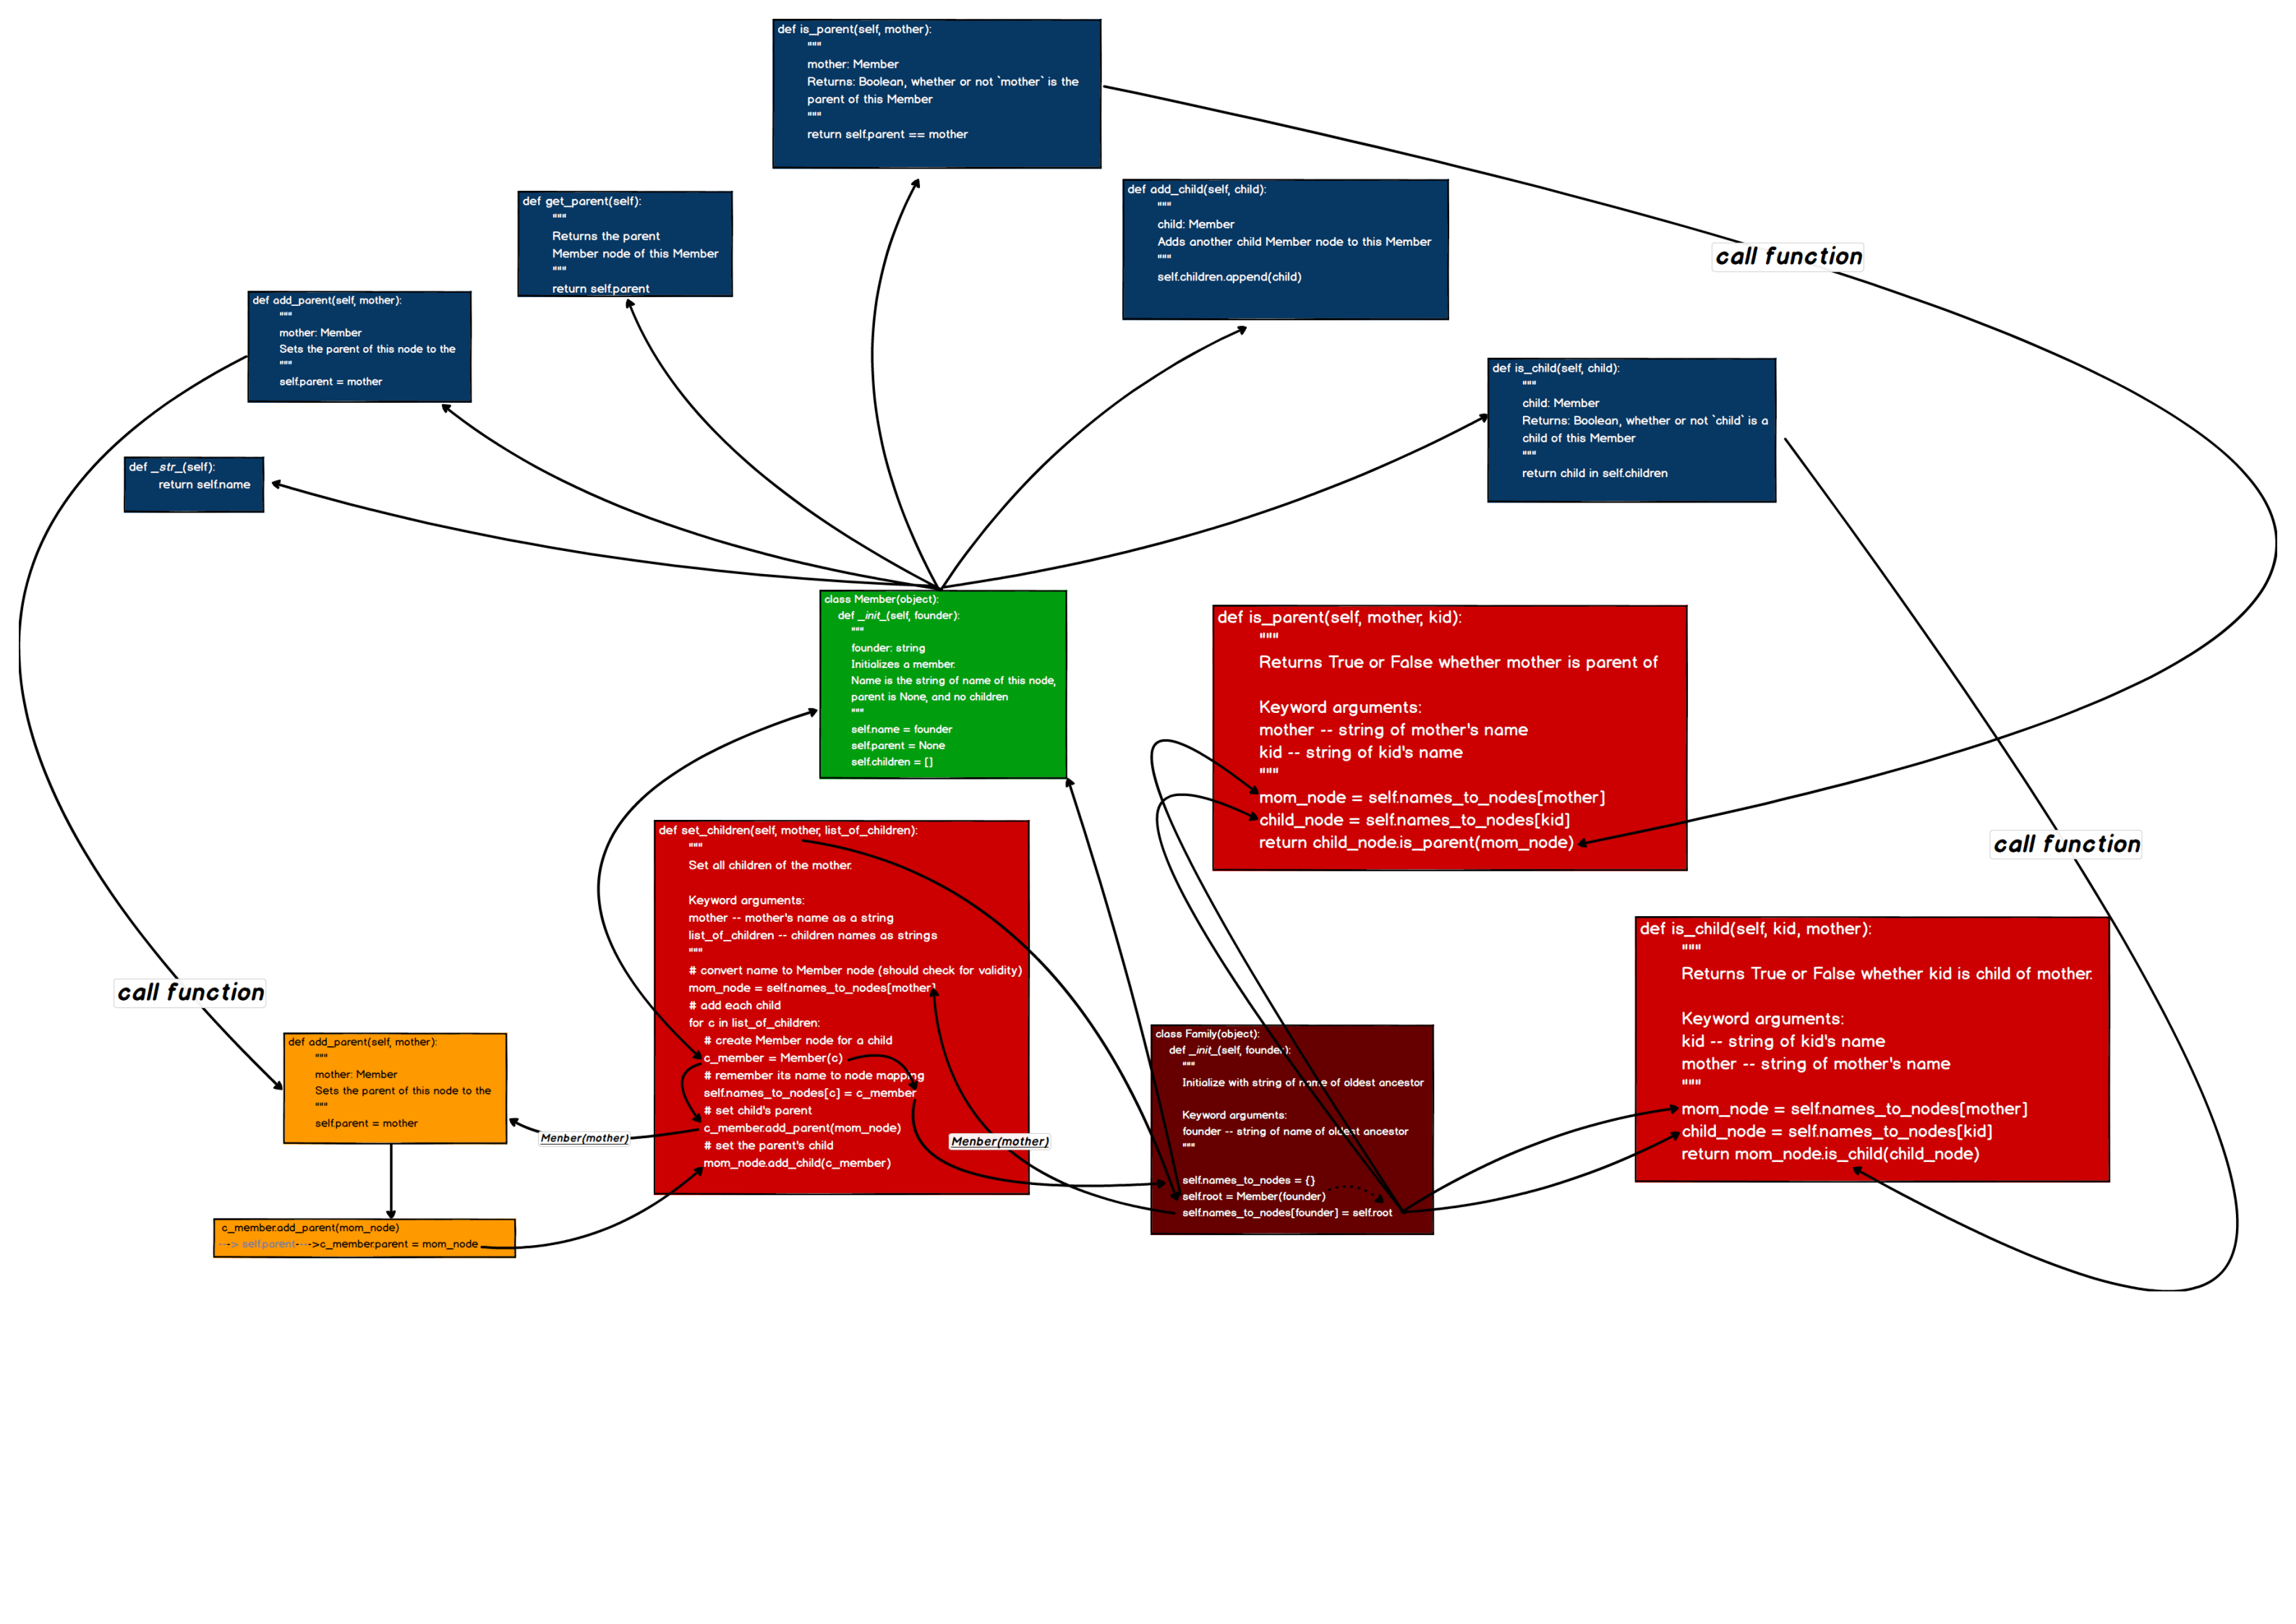 def is_parent(self, mother):
"""
mother: Member
Returns: Boolean, whether or not `mother` is the
parent of this Member
"""
return self.parent == mother
def add_child(self, child):
"""
child: Member
Adds another child Member node to this Member
"""
self.children.append(child)
def get_parent(self):
"""
Returns the parent
Member node of this Member
"""
return self.parent
call function
def add_parent(self, mother):
"""
mother: Member
Sets the parent of this node to the
"""
self.parent = mother
def is_child(self, child):
"""
child: Member
Returns: Boolean, whether or not `child` is a
child of this Member
"""
return child in self.children
def _str_(self):
return self.name
class Member(object):
def _init_(self, founder):
"""
founder: string
Initializes a member.
Name is the string of name of this node,
parent is None, and no children
"""
self.name = founder
self.parent = None
self.children = []
def is_parent(self, mother, kid):
"""
Returns True or False whether mother is parent of
Keyword arguments:
mother -- string of mother's name
kid -- string of kid's name
"""
mom_node = self.names_to_nodes[mother]
child_node = self.names_to_nodes[kid]
return child_node.is_parent(mom_node)
call function
def set_children(self, mother, list_of_children):
"""
Set all children of the mother.
Keyword arguments:
mother -- mother's name as a string
list_of_children -- children names as strings
"""
# convert name to Member node (should check for validity)
mom_node = self.names_to_nodes[mother]
# add each child
for c in list_of_children:
# create Member node for a child
c_member = Member(c)
# remember its name to node mapping
self.names_to_nodes[c] = c_member
# set child's parent
c_member.add_parent(mom_node)
# set the parent's child
mom_node.add_child(c_member)
def is_child(self, kid, mother):
"""
Returns True or False whether kid is child of mother.
Keyword arguments:
kid -- string of kid's name
mother -- string of mother's name
"""
mom_node = self.names_to_nodes[mother]
child_node = self.names_to_nodes[kid]
return mom_node.is_child(child_node)
call function
class Family(object):
def _init_(self, founder):
"""
Initialize with string of name of oldest ancestor
Keyword arguments:
founder -- string of name of oldest ancestor
"""
self.names_to_nodes = {}
self.root = Member(founder)
self.names_to_nodes[founder] = self.root
def add_parent(self, mother):
"""
mother: Member
Sets the parent of this node to the
"""
self.parent = mother
Menber(mother)
Menber(mother)
c_member.add_parent(mom_node)
---> self.parent---->c_member.parent = mom_node